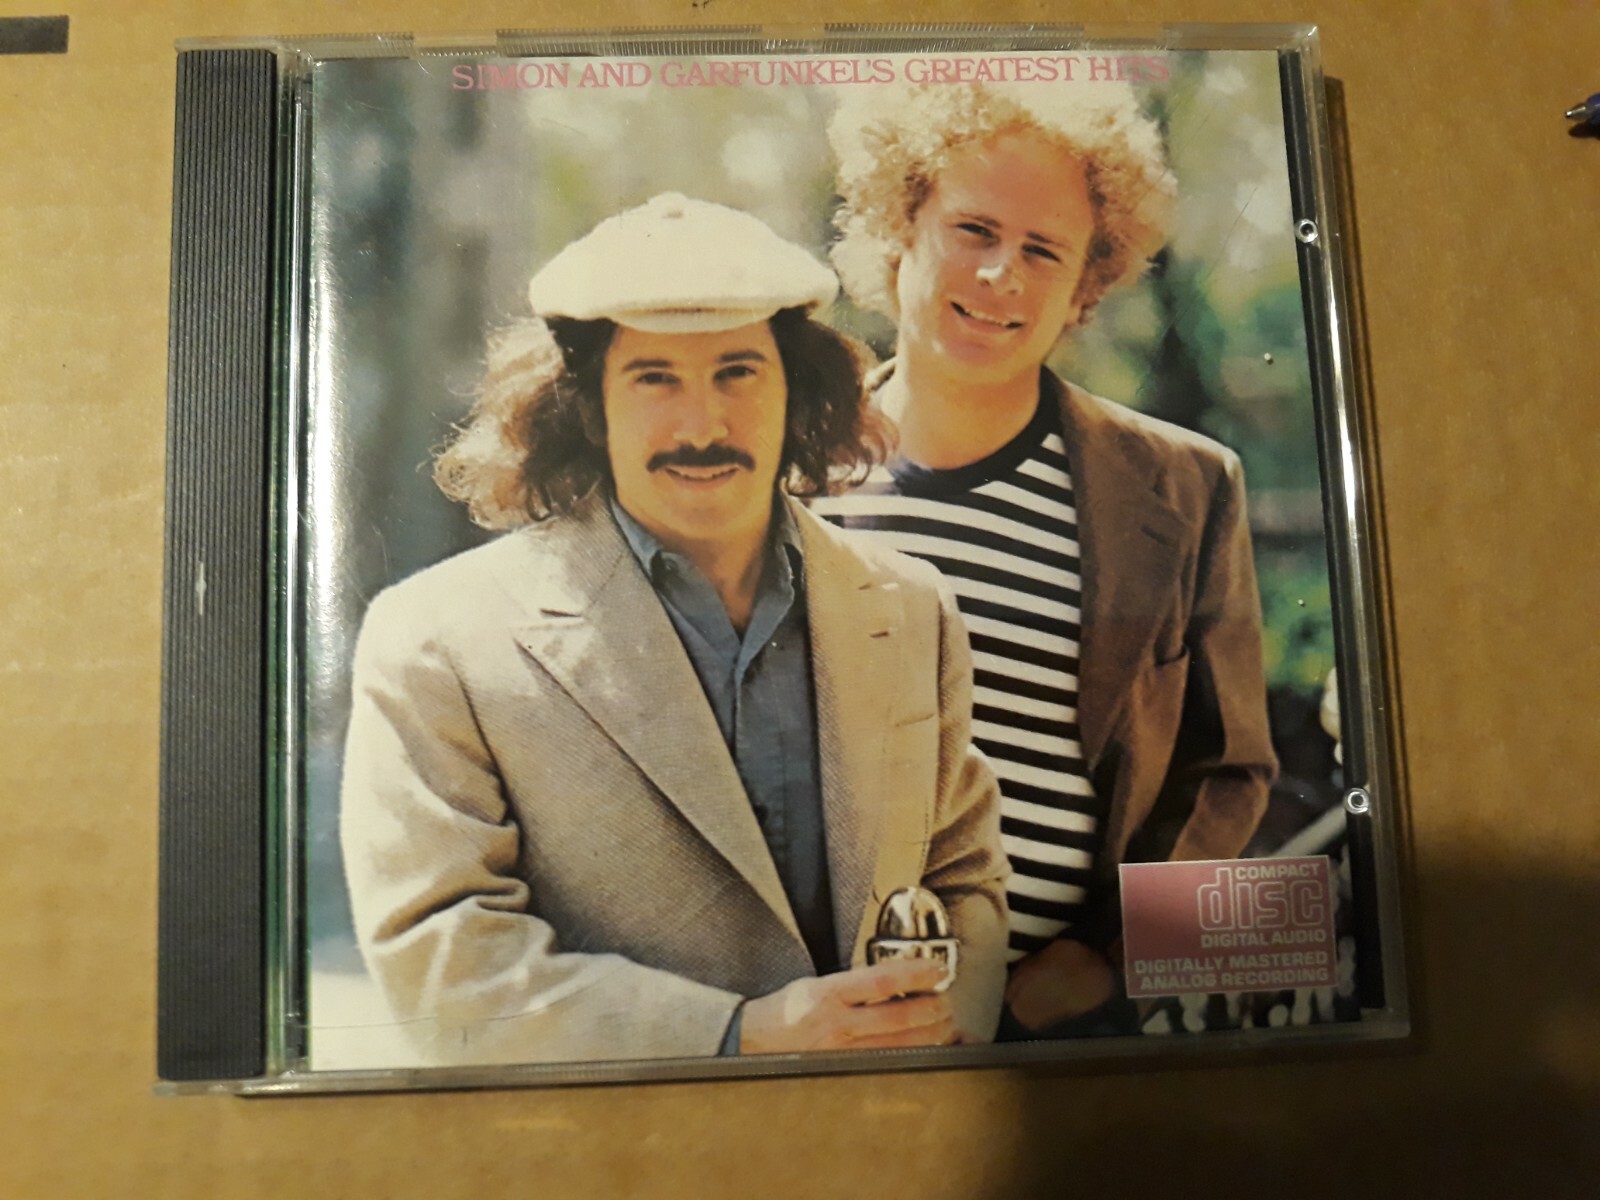 SIMON AND GARFUNKEL'S GREATEST HITS
COMPACT
disc
DIGITAL AUDIO
DIGITALLY MASTERED
ANALOG RECORDING